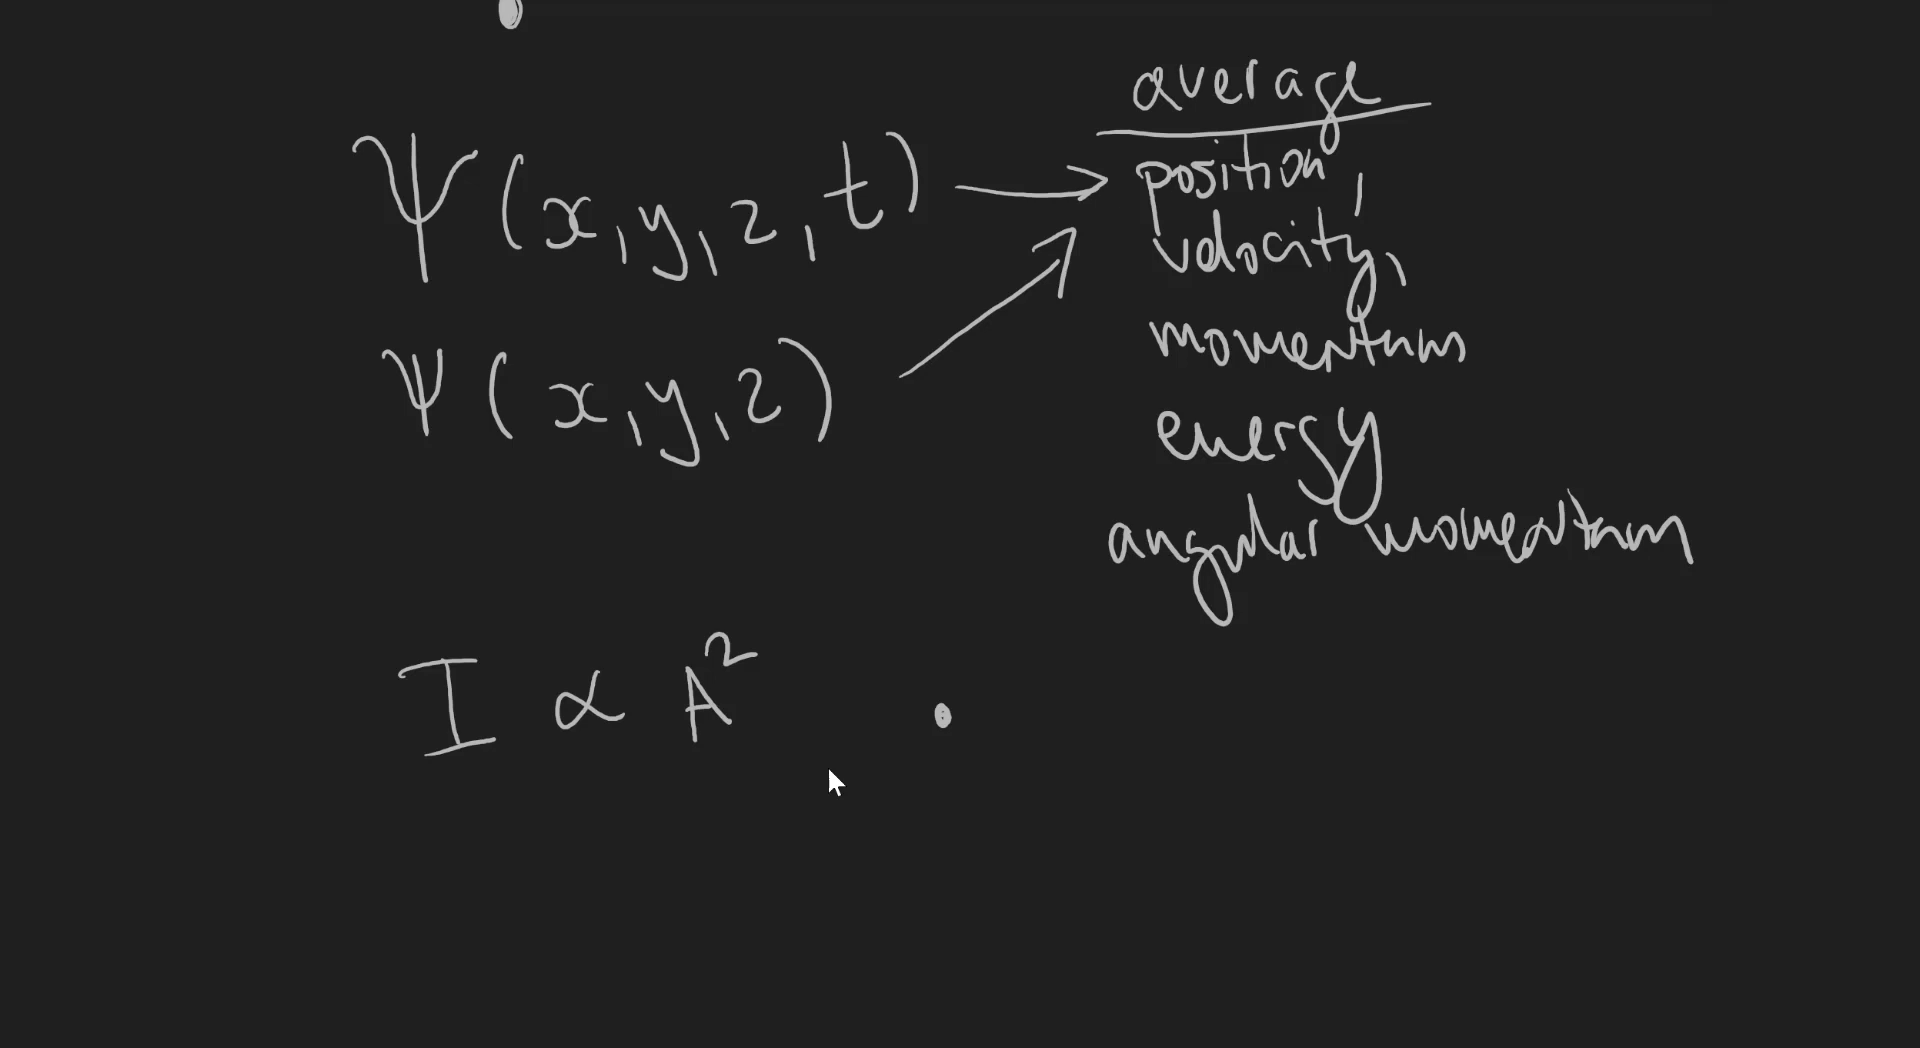 average
Ψ(x,y,z,t) → position,
velocity,
ψ(x,y,z) momentum
energy
angular momentum
I ∝ A²